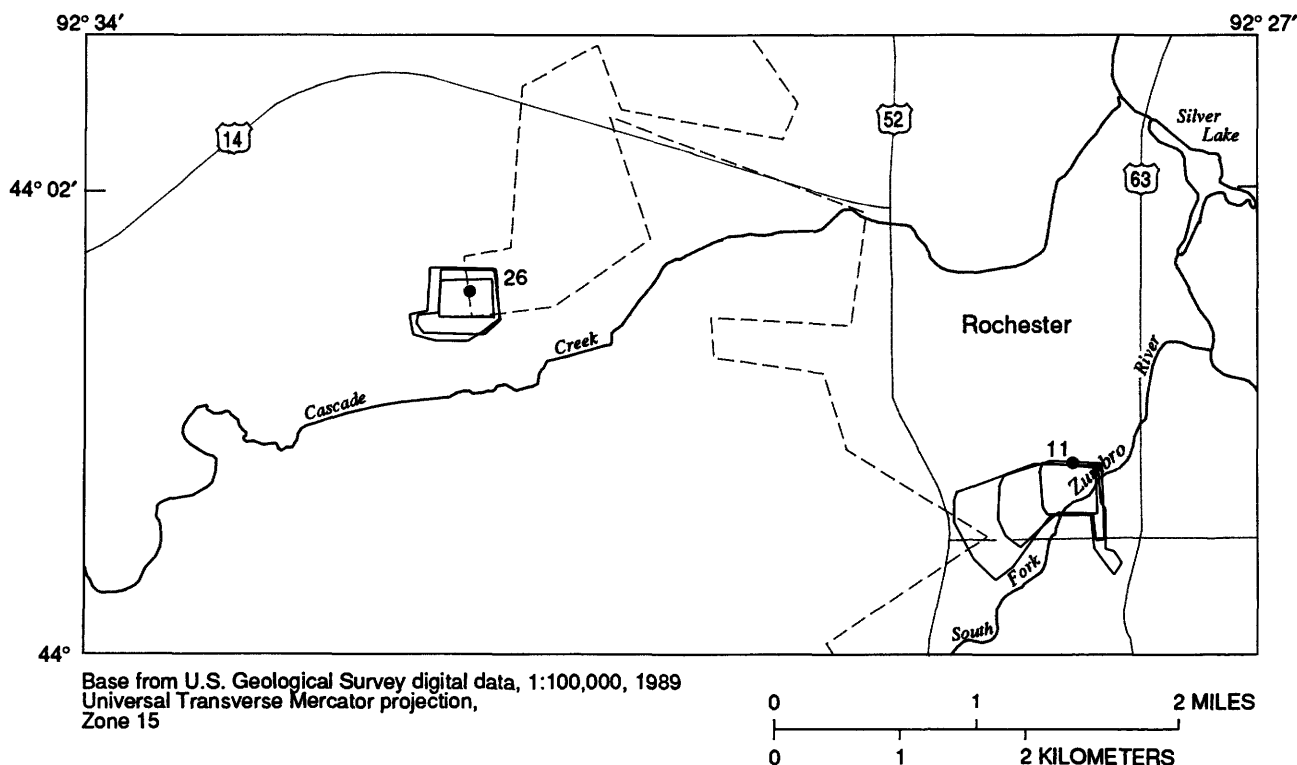 92° 34′
92° 27′
14
52
Silver
Lake
63
44° 02′
26
Rochester
Creek
River
Cascade
11
Zumbro
Fork
South
44°
Base from U.S. Geological Survey digital data, 1:100,000, 1989
Universal Transverse Mercator projection,
Zone 15
0 1 2 MILES
0 1 2 KILOMETERS